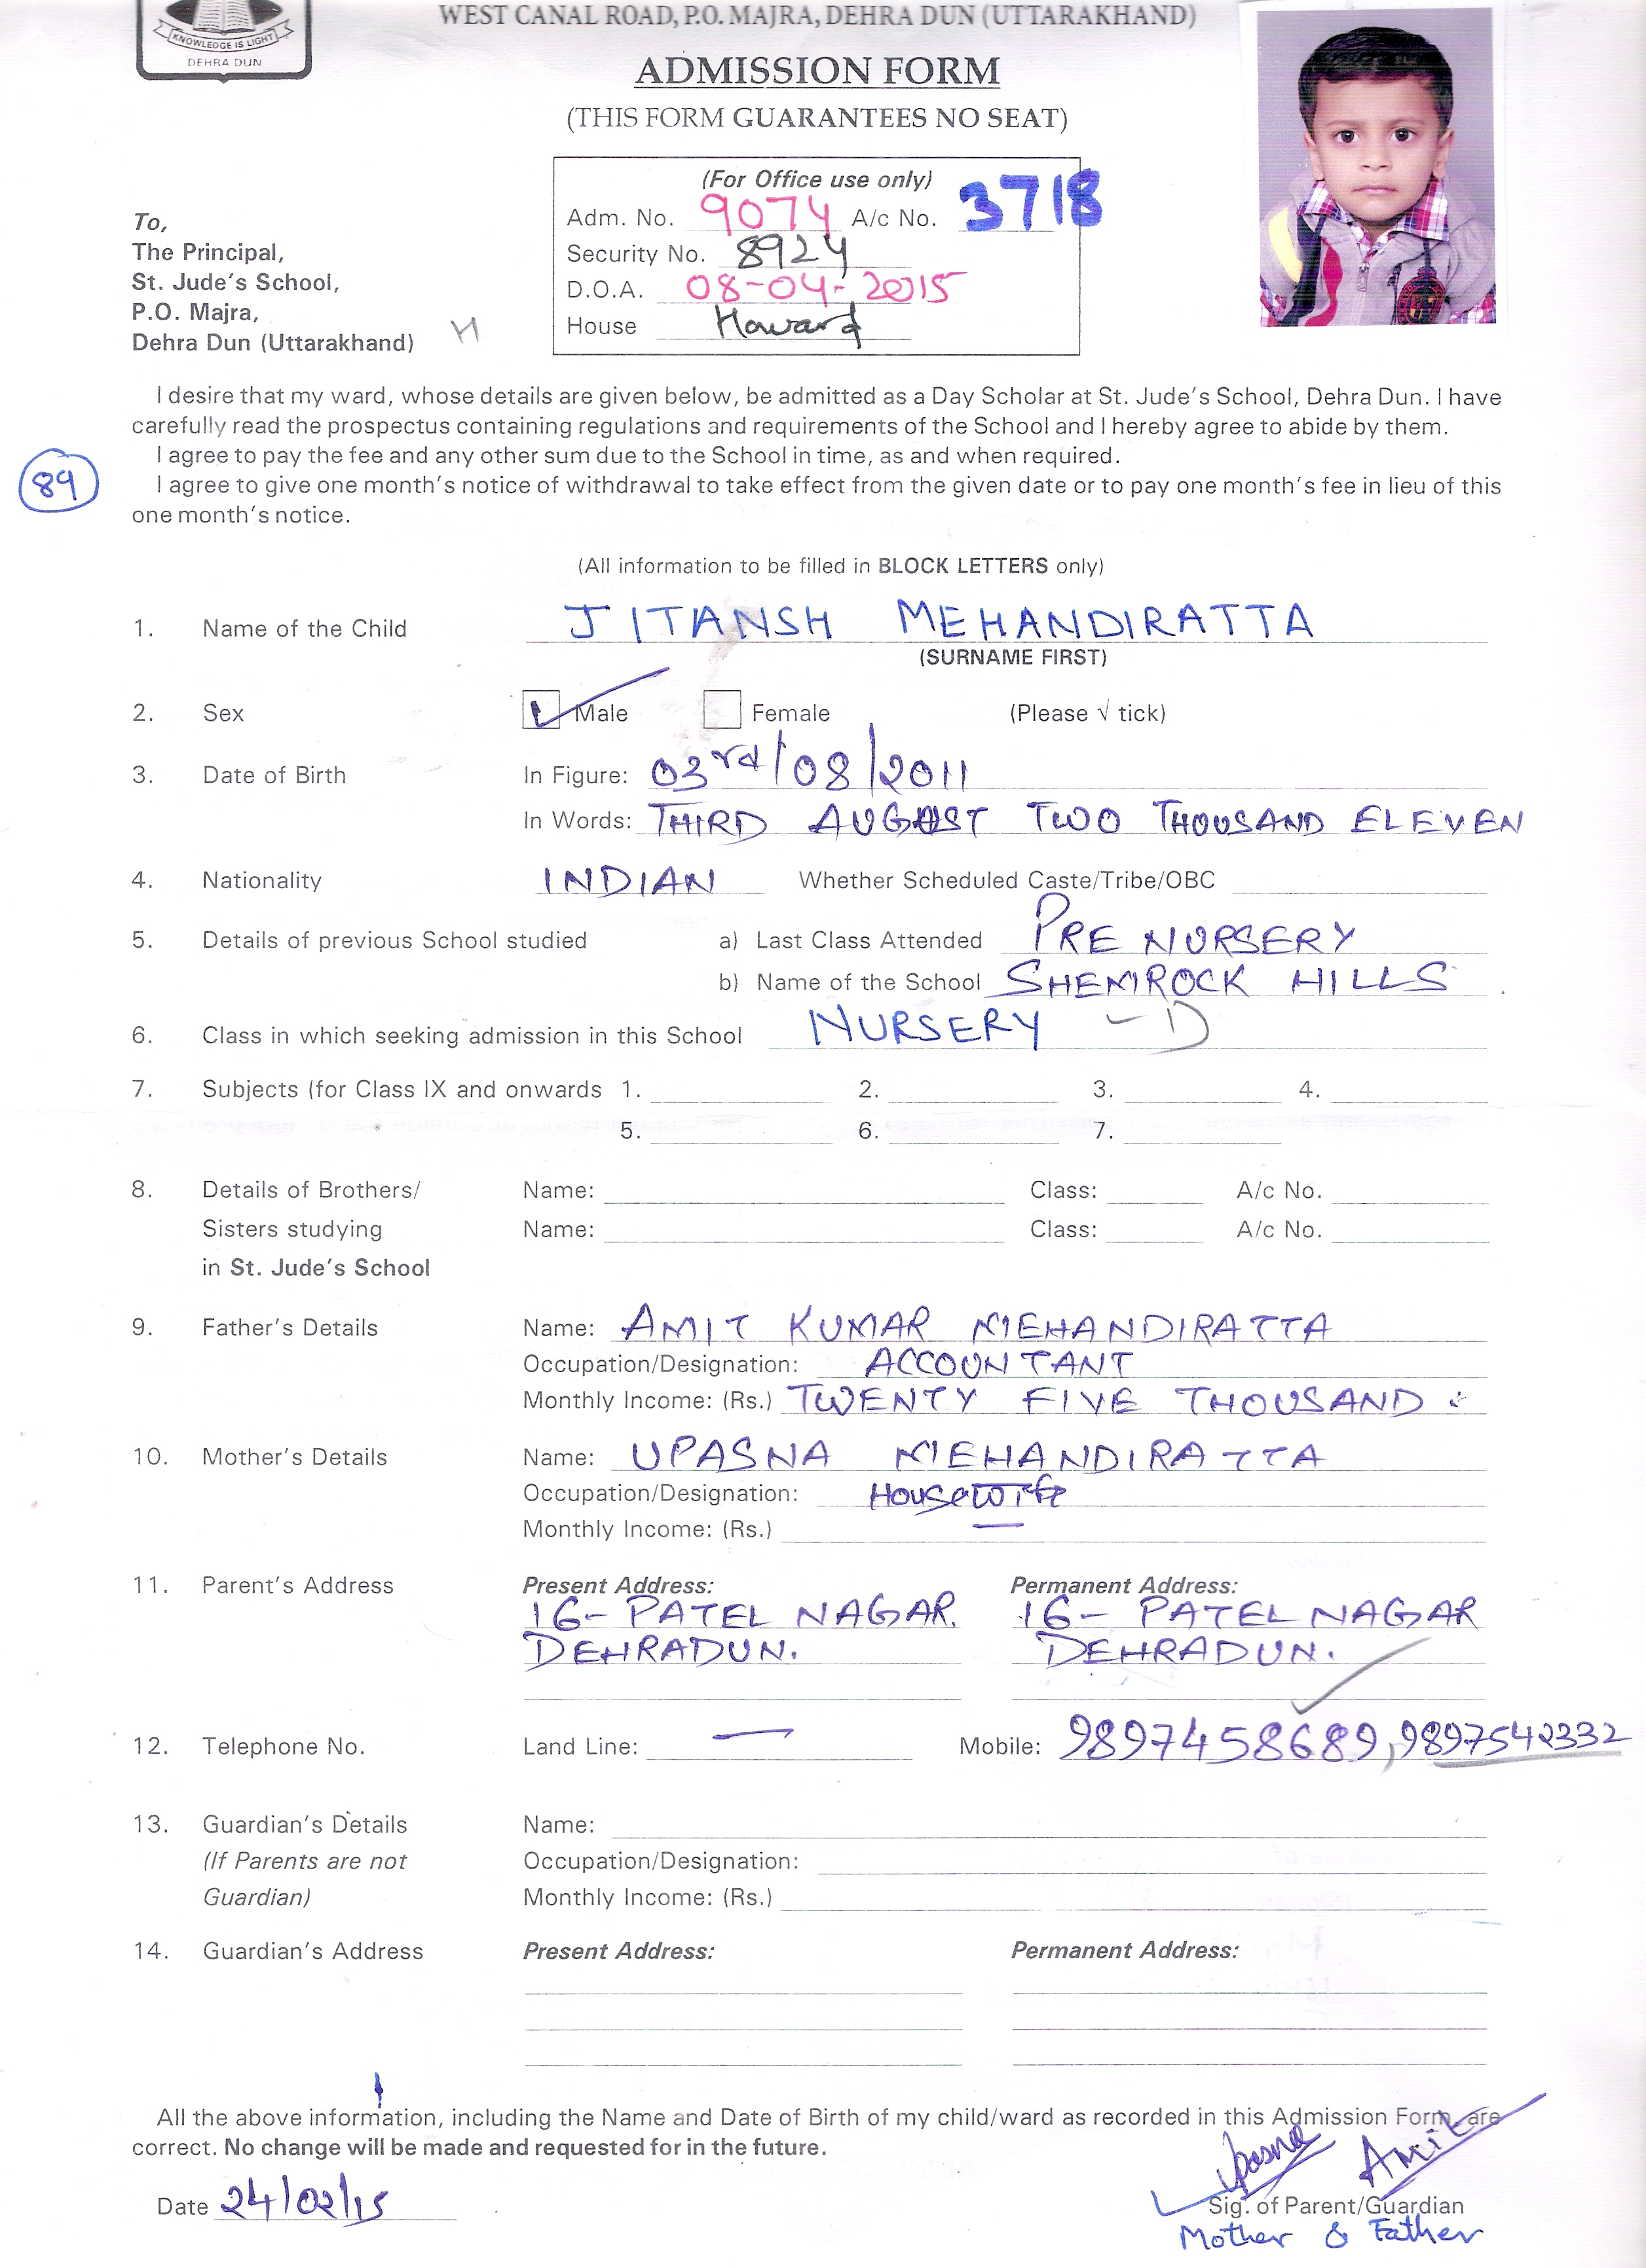 KNOWLEDGE IS LIGHT
DEHRA DUN
WEST CANAL ROAD, P.O. MAJRA, DEHRA DUN (UTTARAKHAND)
ADMISSION FORM
(THIS FORM GUARANTEES NO SEAT)
(For Office use only)
Adm. No. 9074 A/c No. 3718
Security No. 8924
D.O.A. 08-04-2015
House Howard
To,
The Principal,
St. Jude's School,
P.O. Majra,
Dehra Dun (Uttarakhand) H
I desire that my ward, whose details are given below, be admitted as a Day Scholar at St. Jude's School, Dehra Dun. I have
carefully read the prospectus containing regulations and requirements of the School and I hereby agree to abide by them.
I agree to pay the fee and any other sum due to the School in time, as and when required.
89
I agree to give one month's notice of withdrawal to take effect from the given date or to pay one month's fee in lieu of this
one month's notice.
(All information to be filled in BLOCK LETTERS only)
1. Name of the Child JITANSH MEHANDIRATTA
(SURNAME FIRST)
2. Sex Male Female (Please √ tick)
3. Date of Birth In Figure: 03rd/08/2011
In Words: THIRD AUGUST TWO THOUSAND ELEVEN
4. Nationality INDIAN Whether Scheduled Caste/Tribe/OBC
5. Details of previous School studied a) Last Class Attended PRE NURSERY
b) Name of the School SHEMROCK HILLS
6. Class in which seeking admission in this School NURSERY - D
7. Subjects (for Class IX and onwards 1. 2. 3. 4.
5. 6. 7.
8. Details of Brothers/ Name: Class: A/c No.
Sisters studying Name: Class: A/c No.
in St. Jude's School
9. Father's Details Name: AMIT KUMAR MEHANDIRATTA
Occupation/Designation: ACCOUNTANT
Monthly Income: (Rs.) TWENTY FIVE THOUSAND
10. Mother's Details Name: UPASNA MEHANDIRATTA
Occupation/Designation: Housewife
Monthly Income: (Rs.) —
11. Parent's Address Present Address: Permanent Address:
16- PATEL NAGAR. 16- PATEL NAGAR
DEHRADUN. DEHRADUN.
12. Telephone No. Land Line: — Mobile: 9897458689, 9897542332
13. Guardian's Details Name:
(If Parents are not Occupation/Designation:
Guardian) Monthly Income: (Rs.)
14. Guardian's Address Present Address: Permanent Address:
All the above information, including the Name and Date of Birth of my child/ward as recorded in this Admission Form, are
correct. No change will be made and requested for in the future.
Upasna Amit
Date 24/02/15 Sig. of Parent/Guardian
Mother & Father